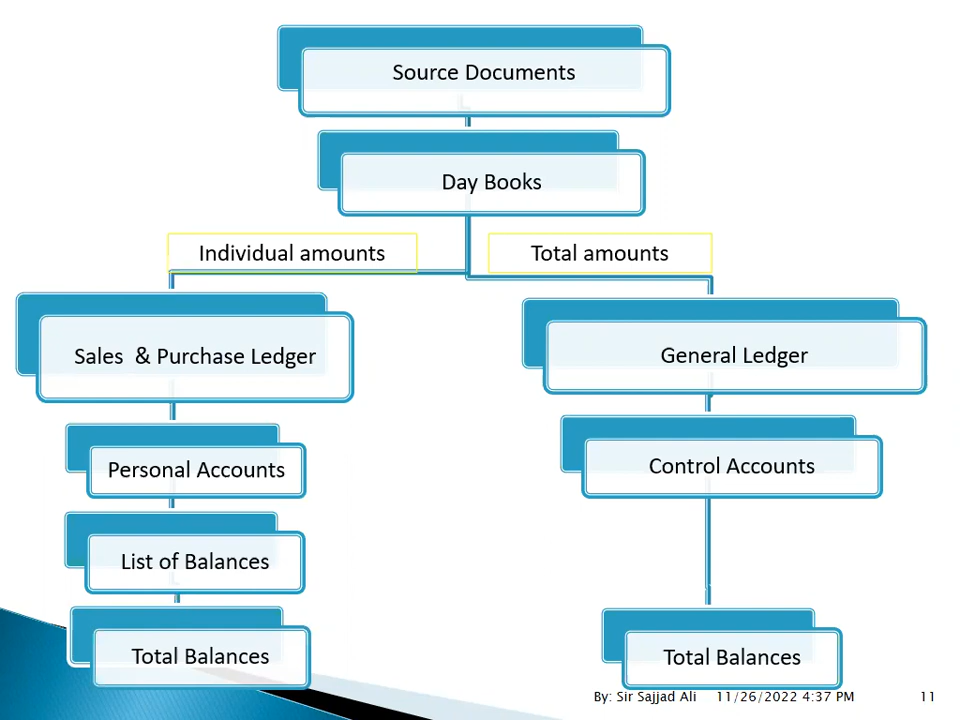 Source Documents
Day Books
Individual amounts
Total amounts
Sales & Purchase Ledger
General Ledger
Personal Accounts
Control Accounts
List of Balances
Total Balances
Total Balances
By: Sir Sajjad Ali 11/26/2022 4:37 PM 11